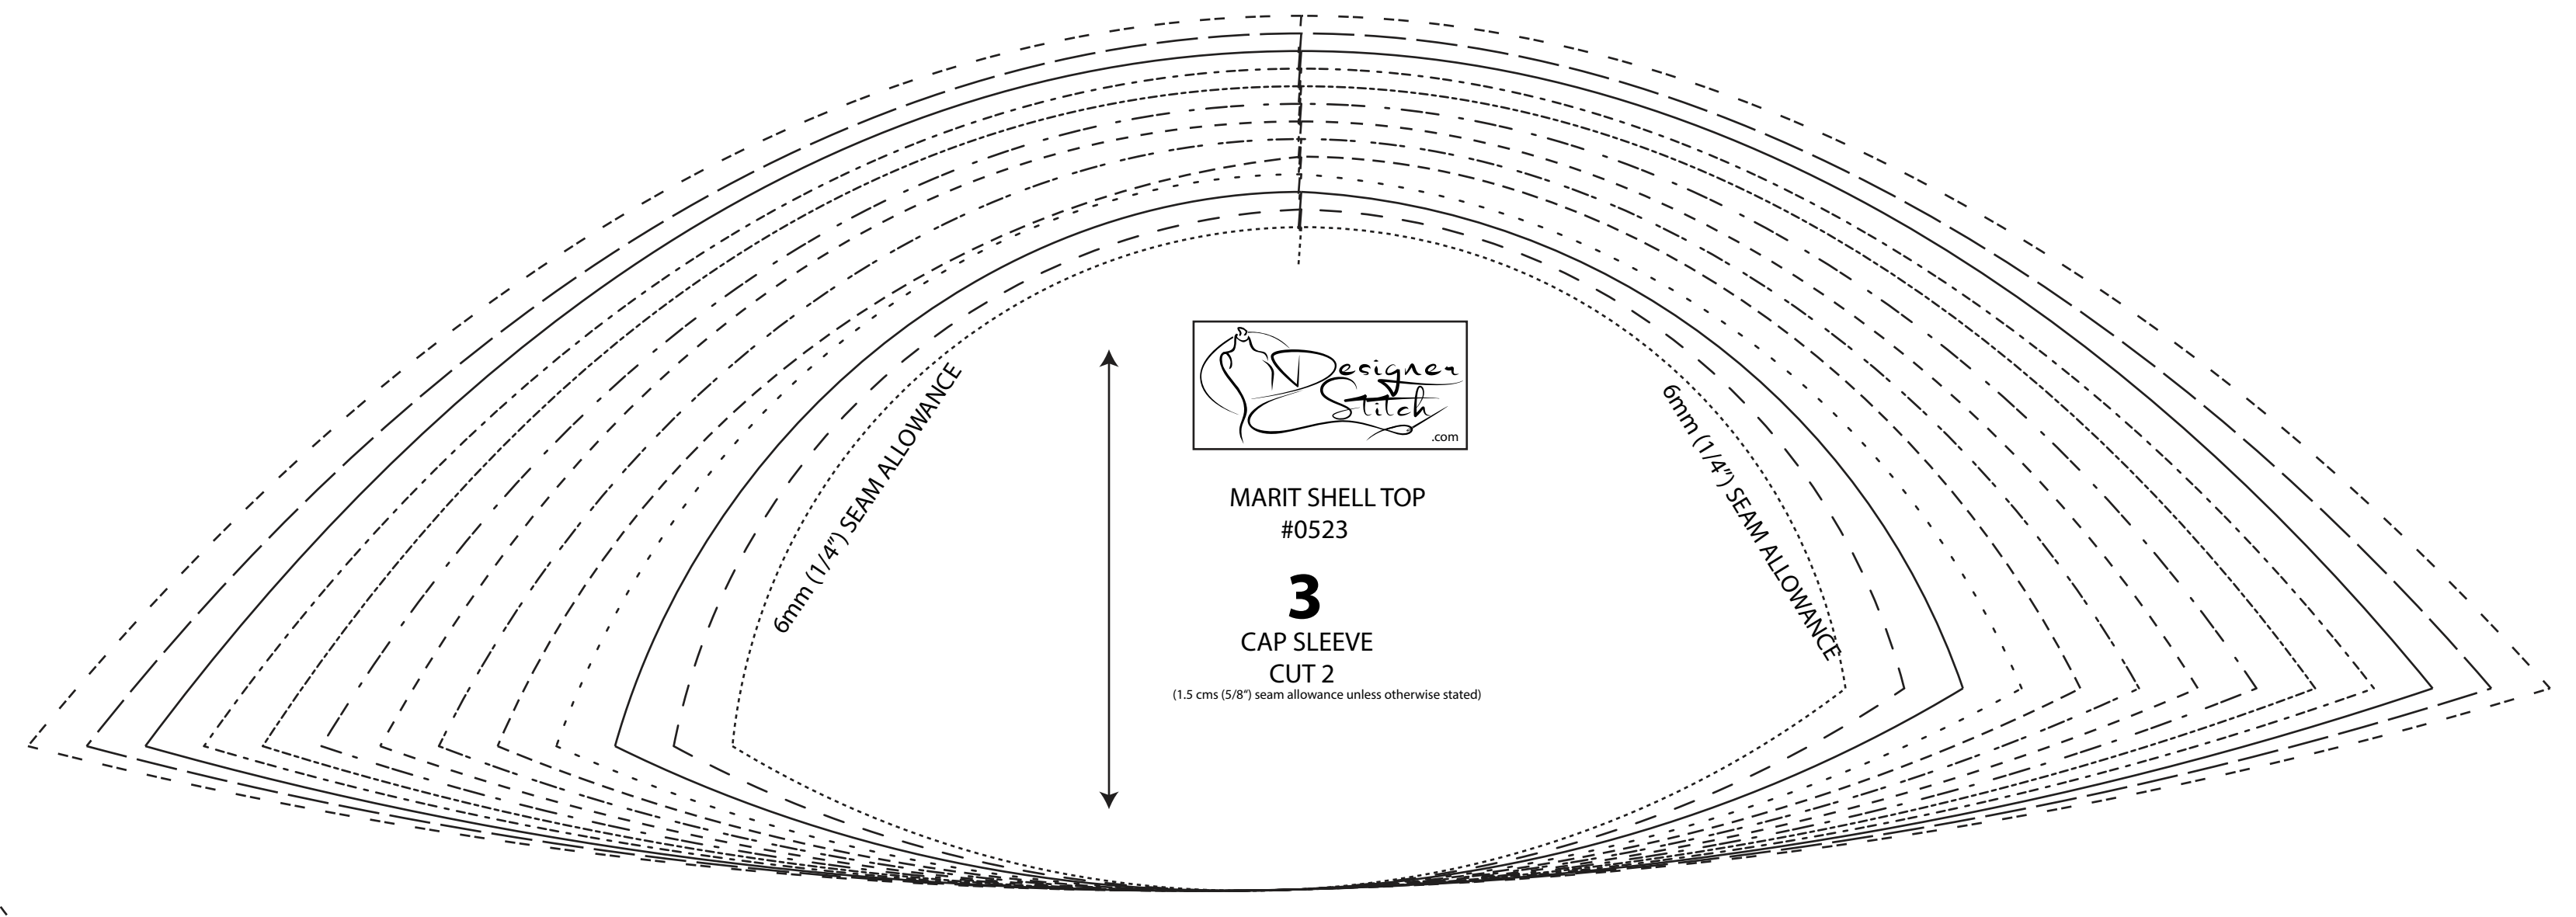 Designer
Stitch
.com
6mm (1/4”) SEAM ALLOWANCE
6mm (1/4”) SEAM ALLOWANCE
MARIT SHELL TOP
#0523
3
CAP SLEEVE
CUT 2
(1.5 cms (5/8”) seam allowance unless otherwise stated)